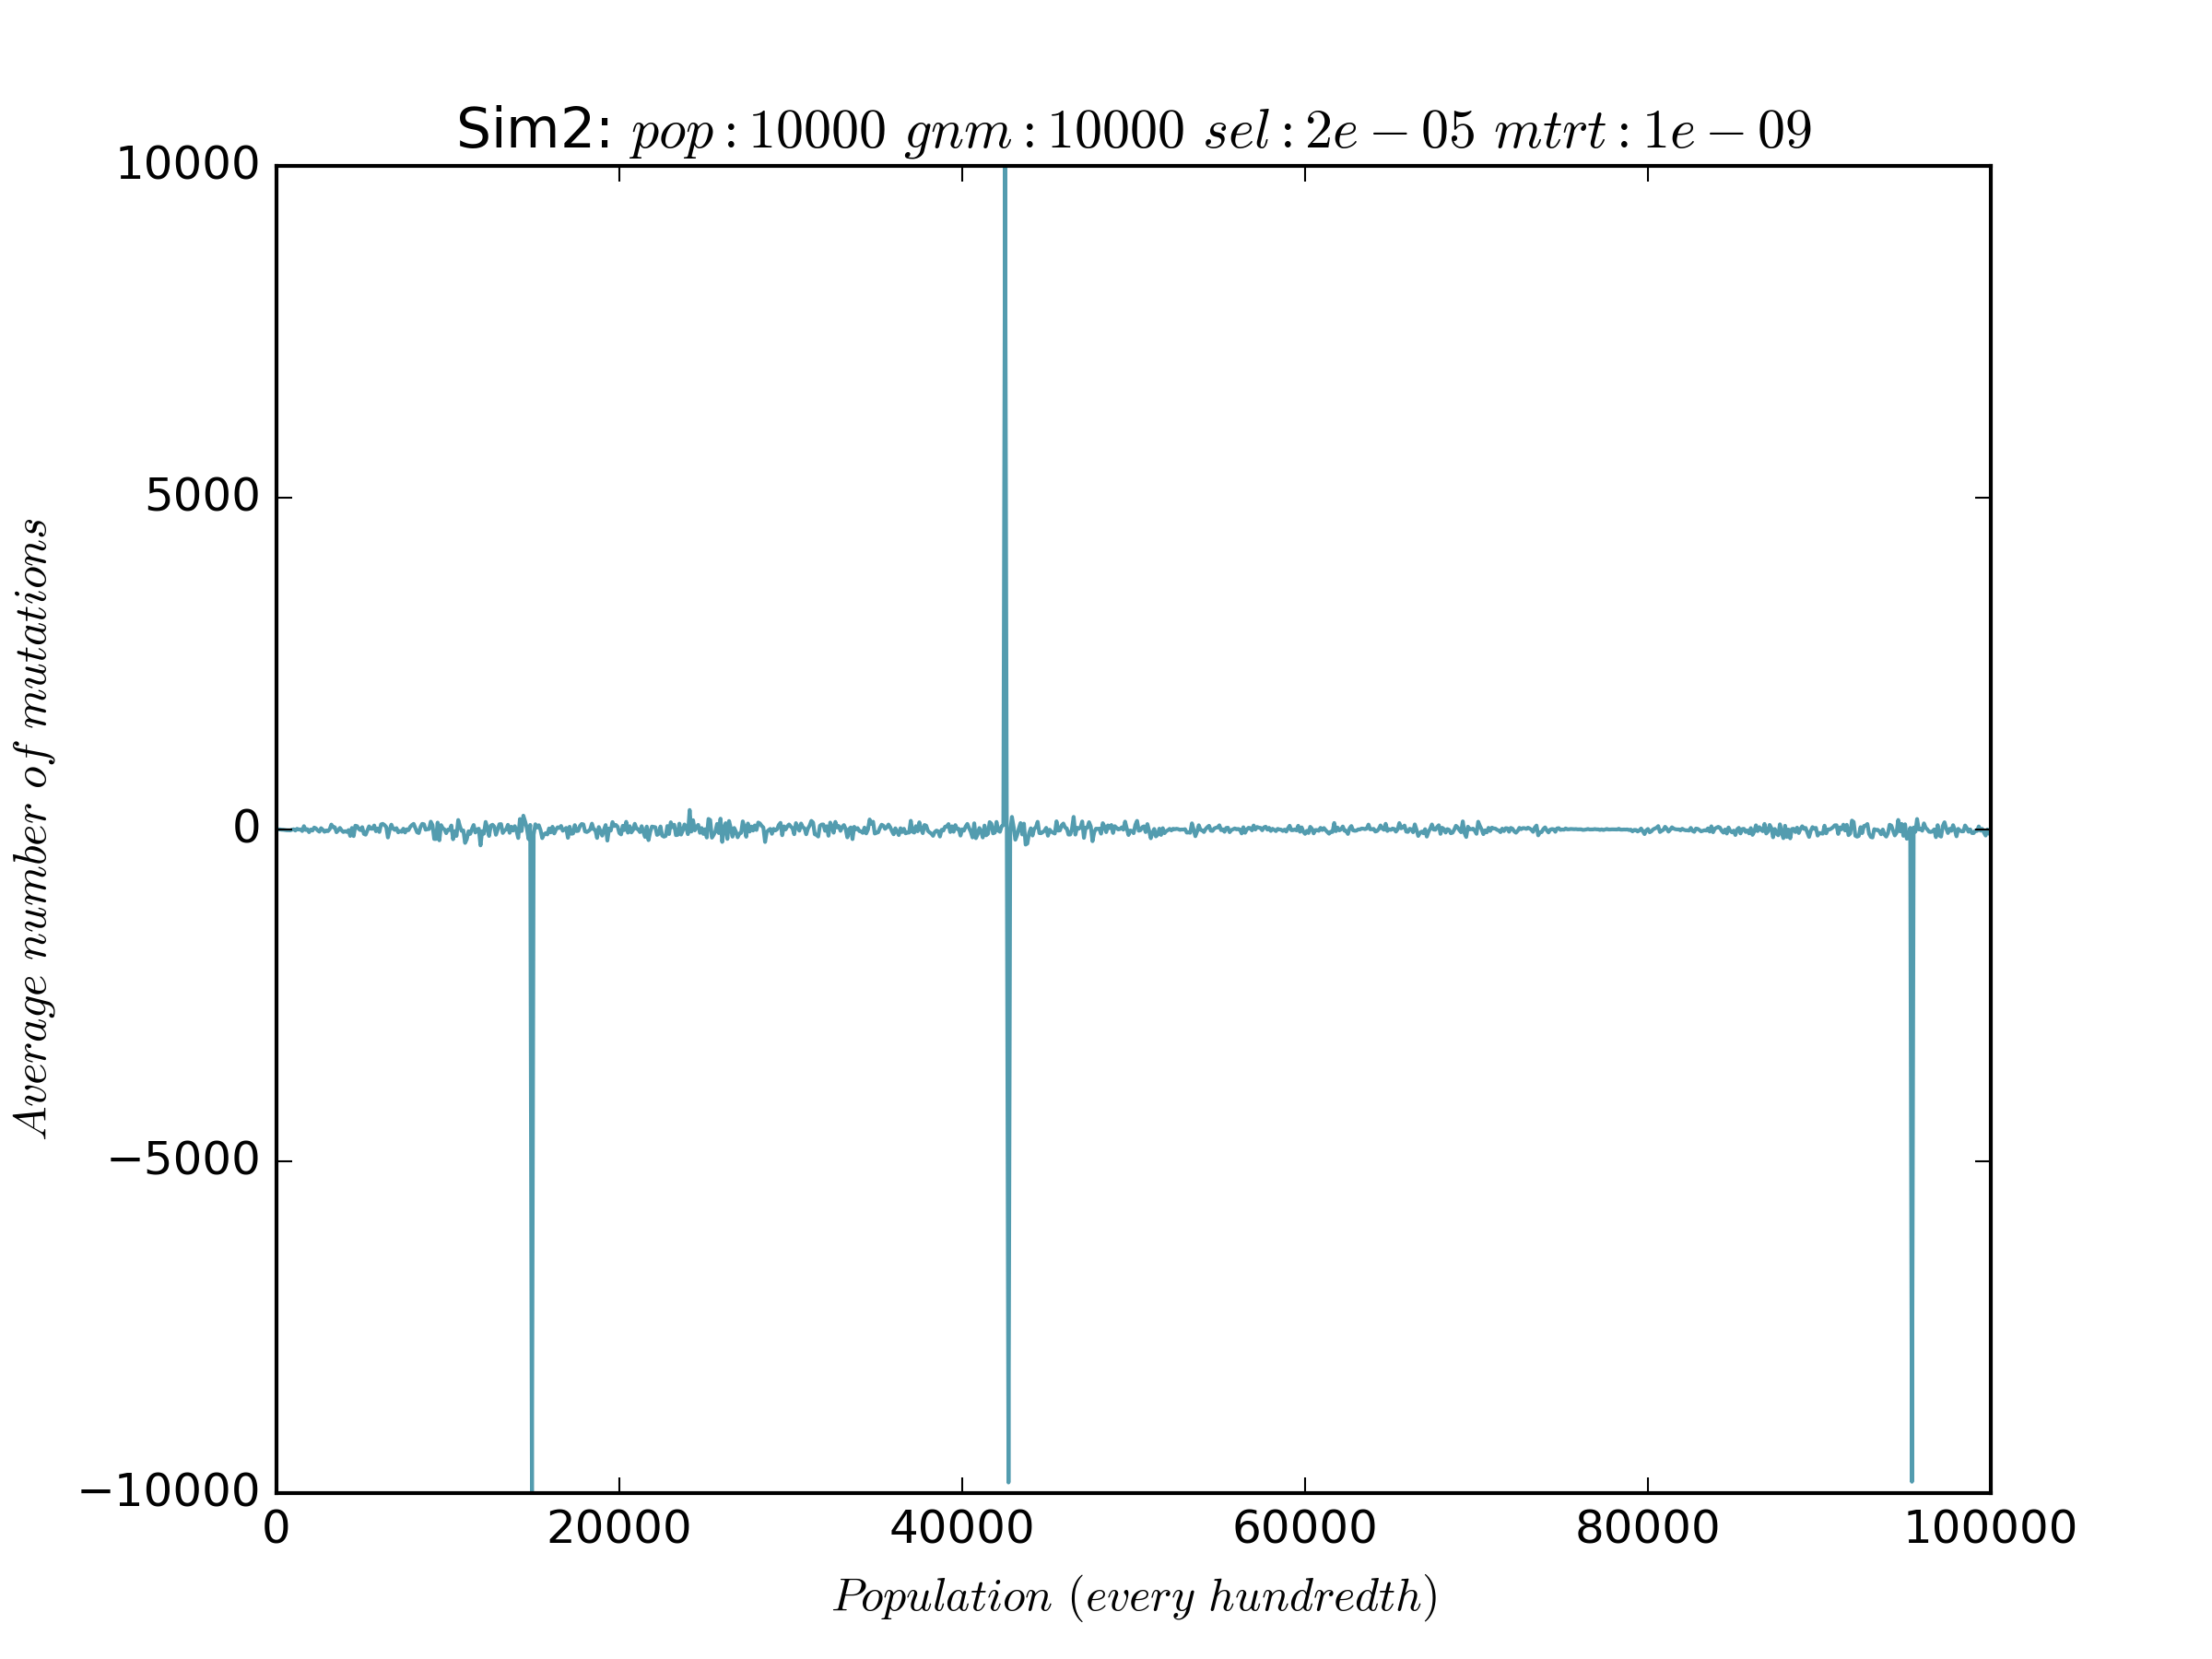 Sim2: pop : 10000 gnm : 10000 sel : 2e − 05 mtrt : 1e − 09
10000
5000
0
−5000
−10000
Average number of mutations
0 20000 40000 60000 80000 100000
Population (every hundredth)